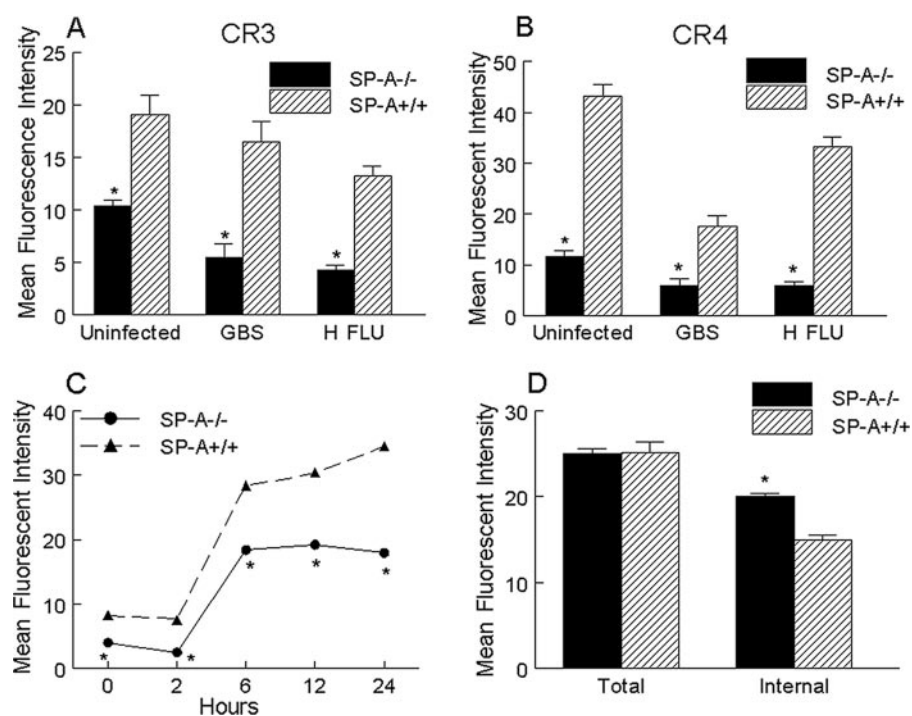 A
CR3
Mean Fluorescence Intensity
25
20
15
10
5
0
SP-A-/-
SP-A+/+
*
*
*
Uninfected GBS H FLU
B
CR4
Mean Fluorescent Intensity
50
40
30
20
10
0
SP-A-/-
SP-A+/+
*
*
*
Uninfected GBS H FLU
C
Mean Fluorescent Intensity
40
30
20
10
0
SP-A-/-
SP-A+/+
* * * * *
0 2 6 12 24
Hours
D
Mean Fluorescent Intensity
30
20
10
0
SP-A-/-
SP-A+/+
*
Total Internal